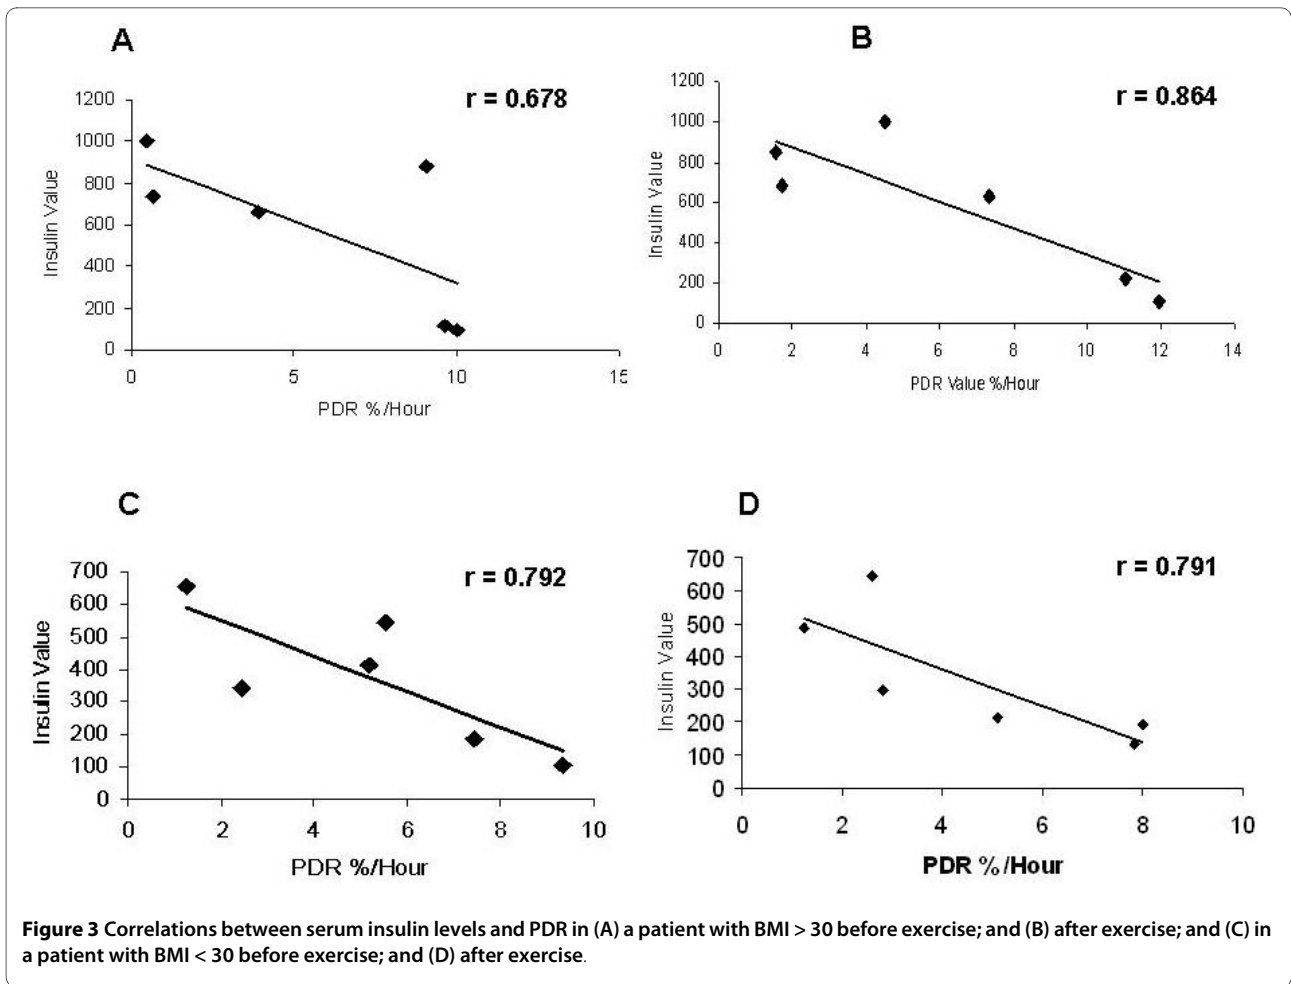 A
r = 0.678
1200
1000
800
600
400
200
0
Insulin Value
0 5 10 15
PDR %/Hour
B
r = 0.864
1200
1000
800
600
400
200
0
Insulin Value
0 2 4 6 8 10 12 14
PDR Value %/Hour
C
r = 0.792
700
600
500
400
300
200
100
0
Insulin Value
0 2 4 6 8 10
PDR %/Hour
D
r = 0.791
700
600
500
400
300
200
100
0
Insulin Value
0 2 4 6 8 10
PDR %/Hour
Figure 3 Correlations between serum insulin levels and PDR in (A) a patient with BMI > 30 before exercise; and (B) after exercise; and (C) in
a patient with BMI < 30 before exercise; and (D) after exercise.